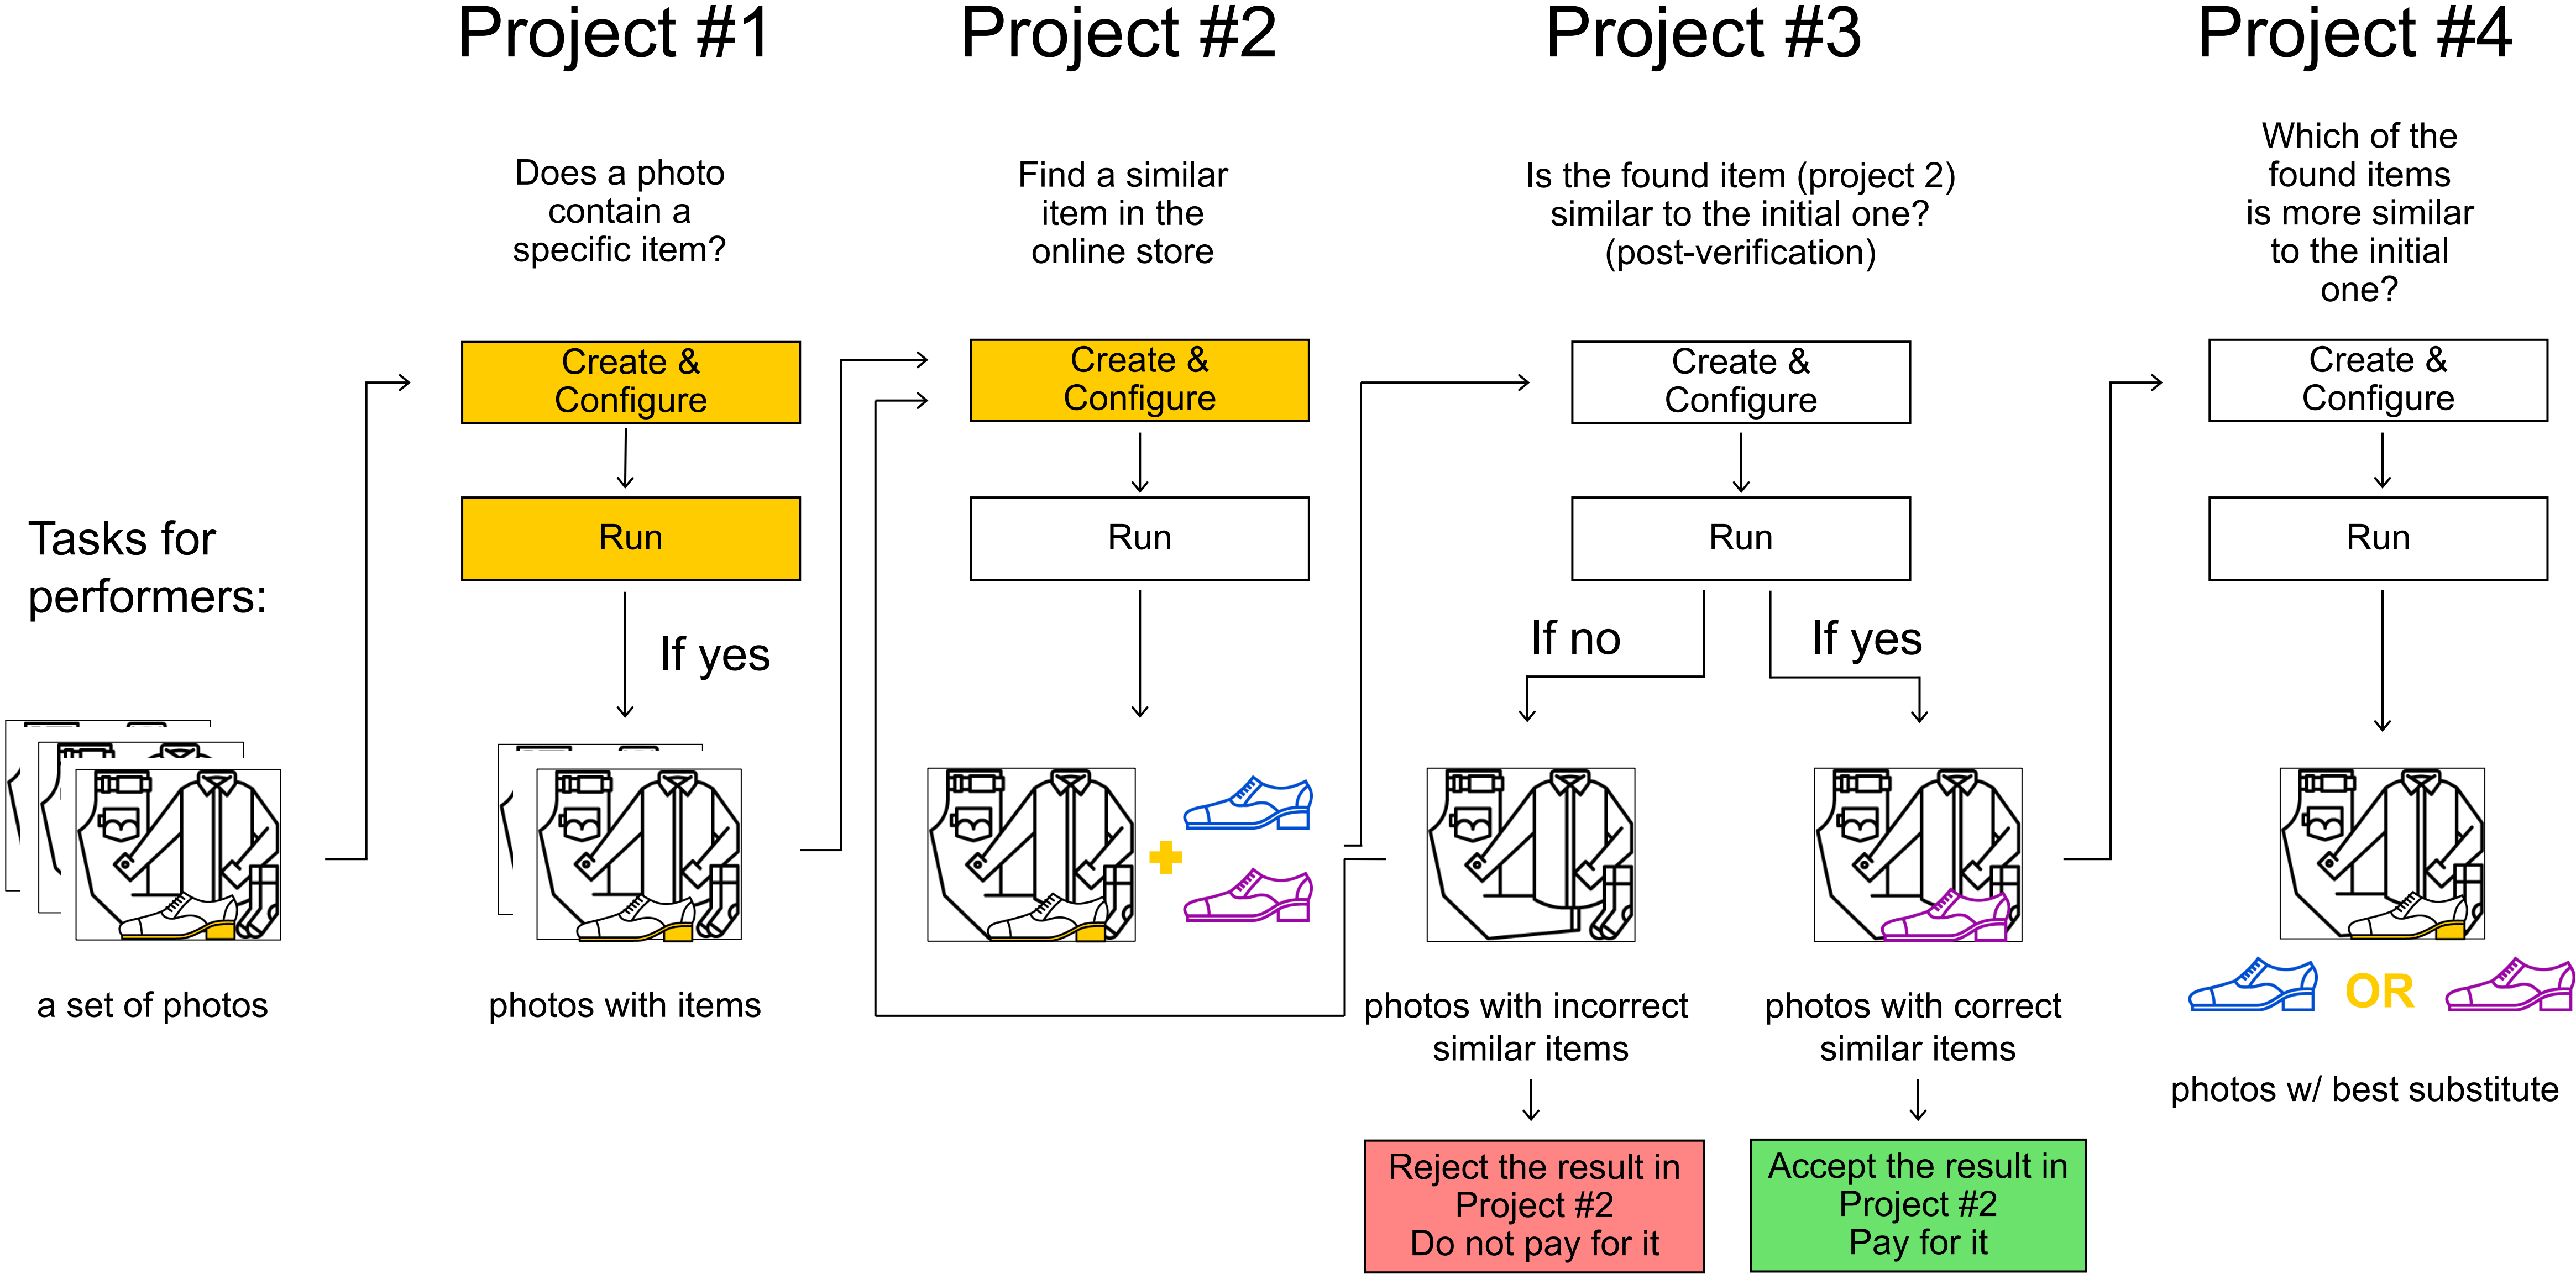 Project #1
Project #2
Project #3
Project #4
Does a photo
contain a
specific item?
Find a similar
item in the
online store
Is the found item (project 2)
similar to the initial one?
(post-verification)
Which of the
found items
is more similar
to the initial
one?
Create &
Configure
Create &
Configure
Create &
Configure
Create &
Configure
Run
Run
Run
Run
Tasks for
performers:
If yes
If no
If yes
a set of photos
photos with items
photos with incorrect
similar items
photos with correct
similar items
OR
photos w/ best substitute
Reject the result in
Project #2
Do not pay for it
Accept the result in
Project #2
Pay for it